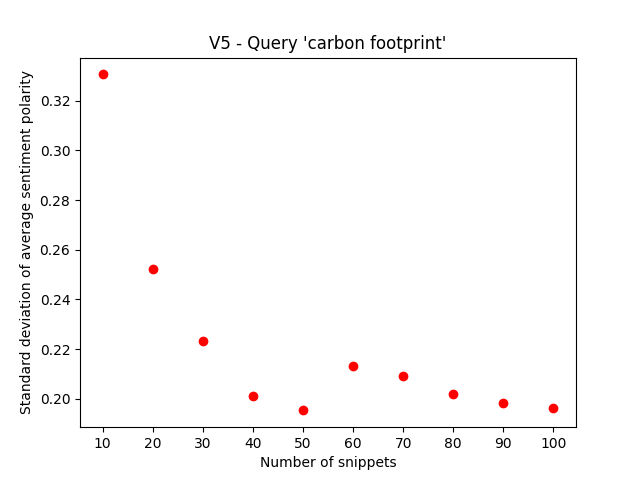 V5 - Query 'carbon footprint'
Standard deviation of average sentiment polarity
0.32
0.30
0.28
0.26
0.24
0.22
0.20
10 20 30 40 50 60 70 80 90 100
Number of snippets